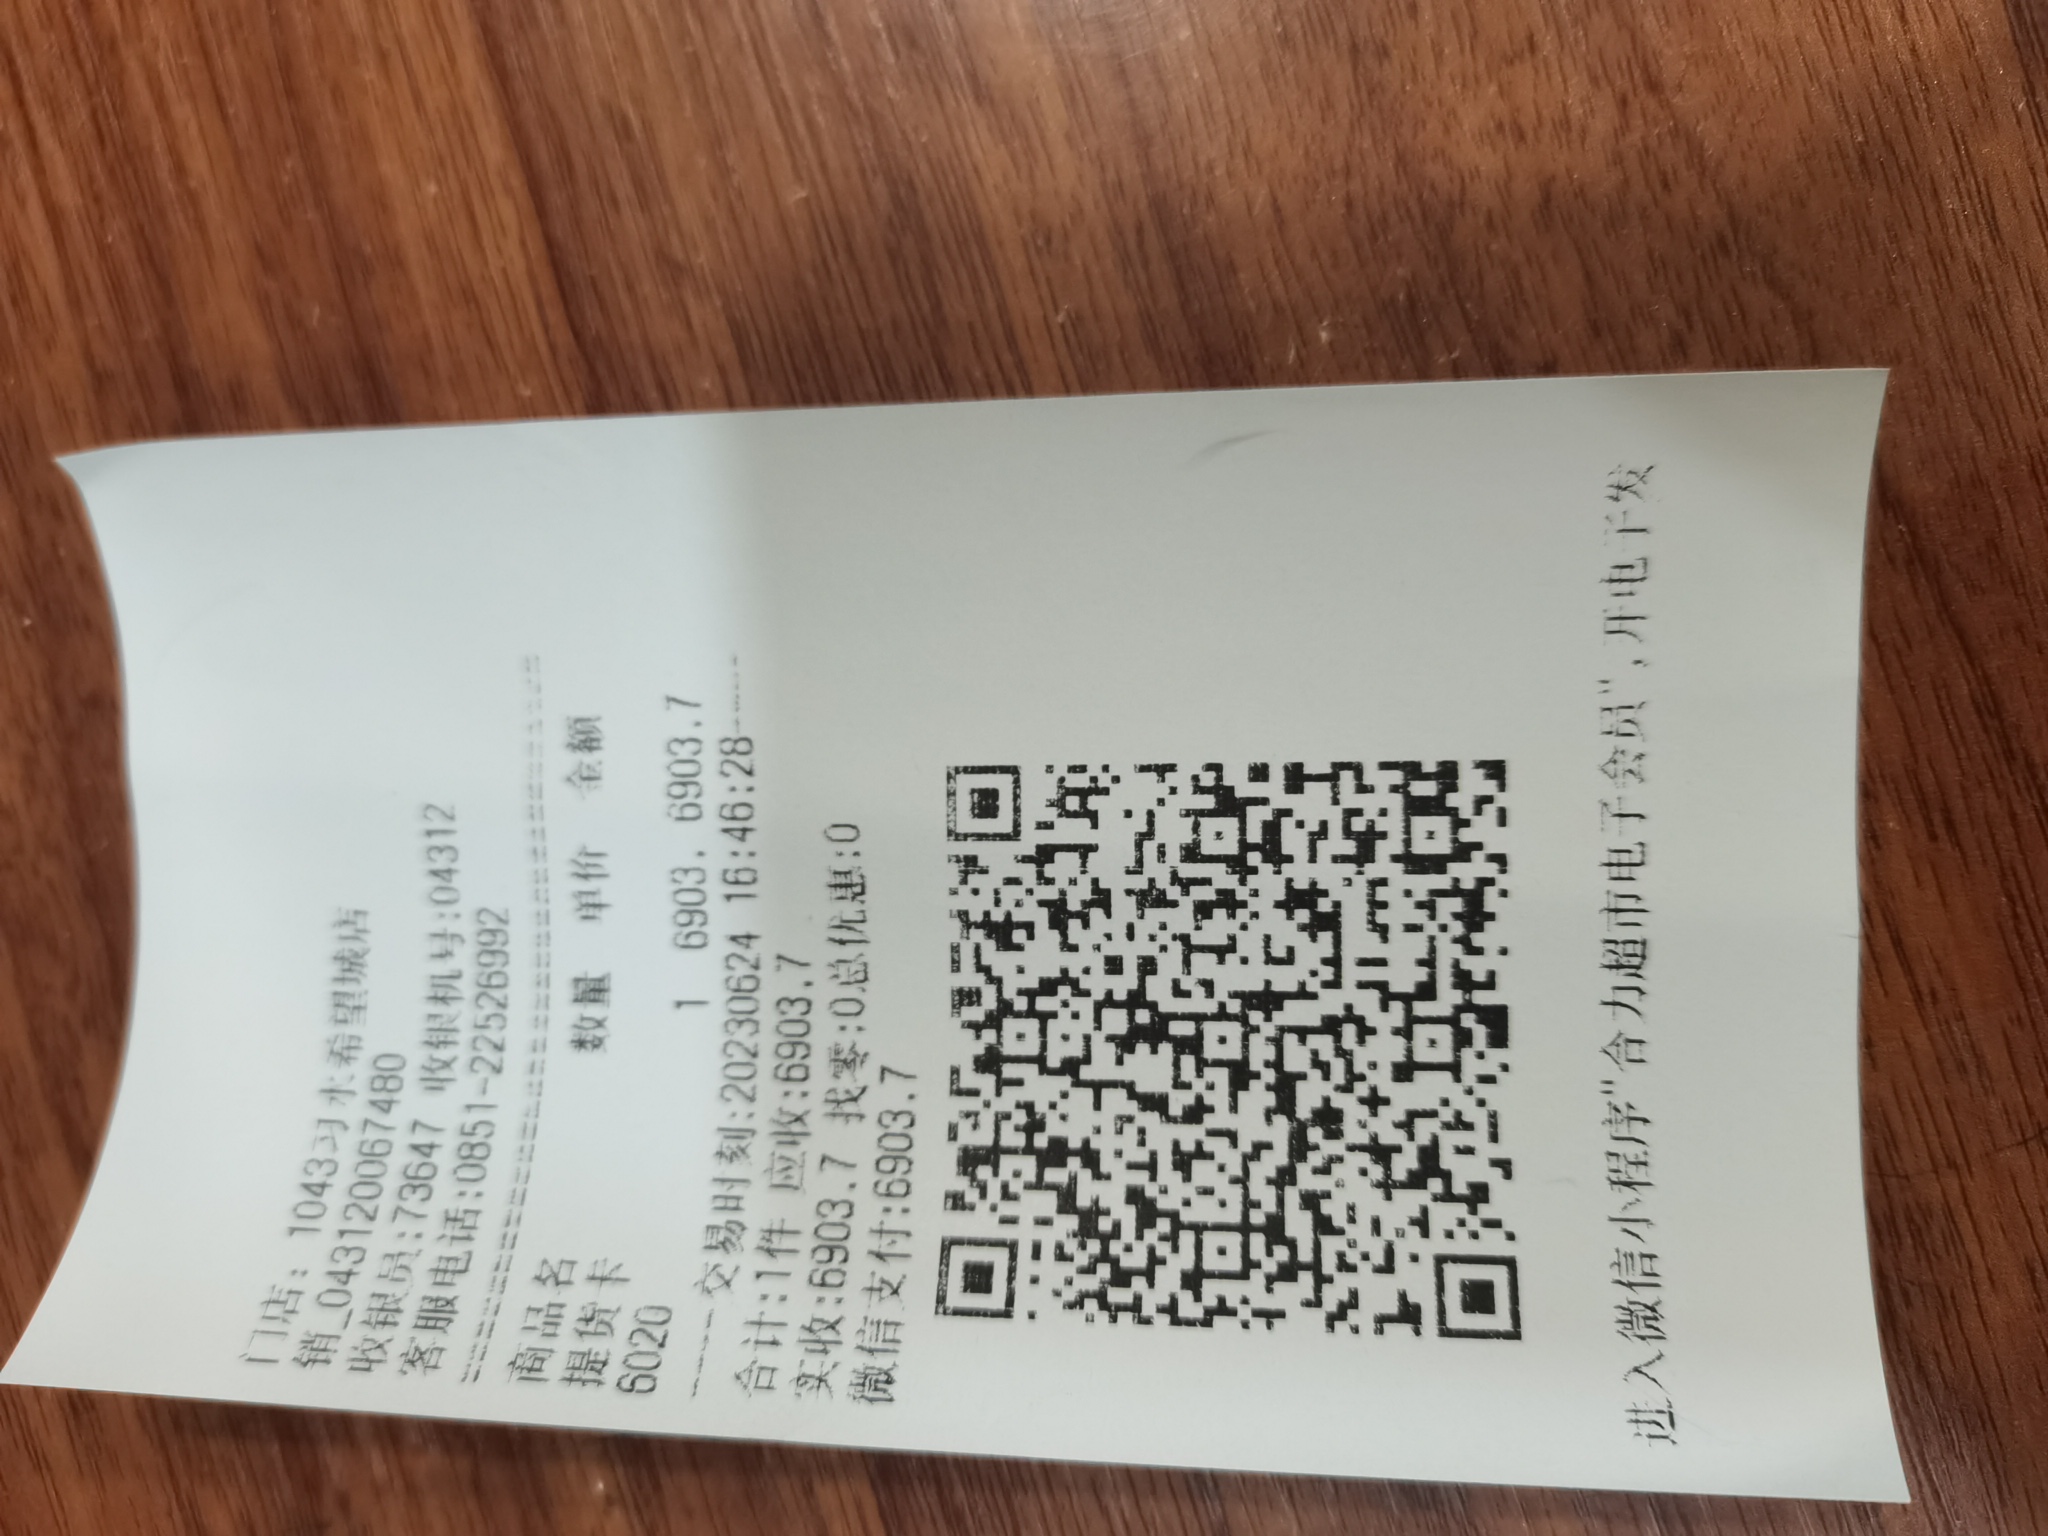 门店: 1043习水希望城店
销_0431220067480
收银员:73647 收银机号:04312
客服电话:0851-22526992
商品名 数量 单价 金额
提货卡
6020 1 6903. 6903.7
交易时刻:20230624 16:46:28
合计:1件 应收:6903.7
实收:6903.7 找零:0总优惠:0
微信支付:6903.7
进入微信小程序"合力超市电子会员", 开电子发